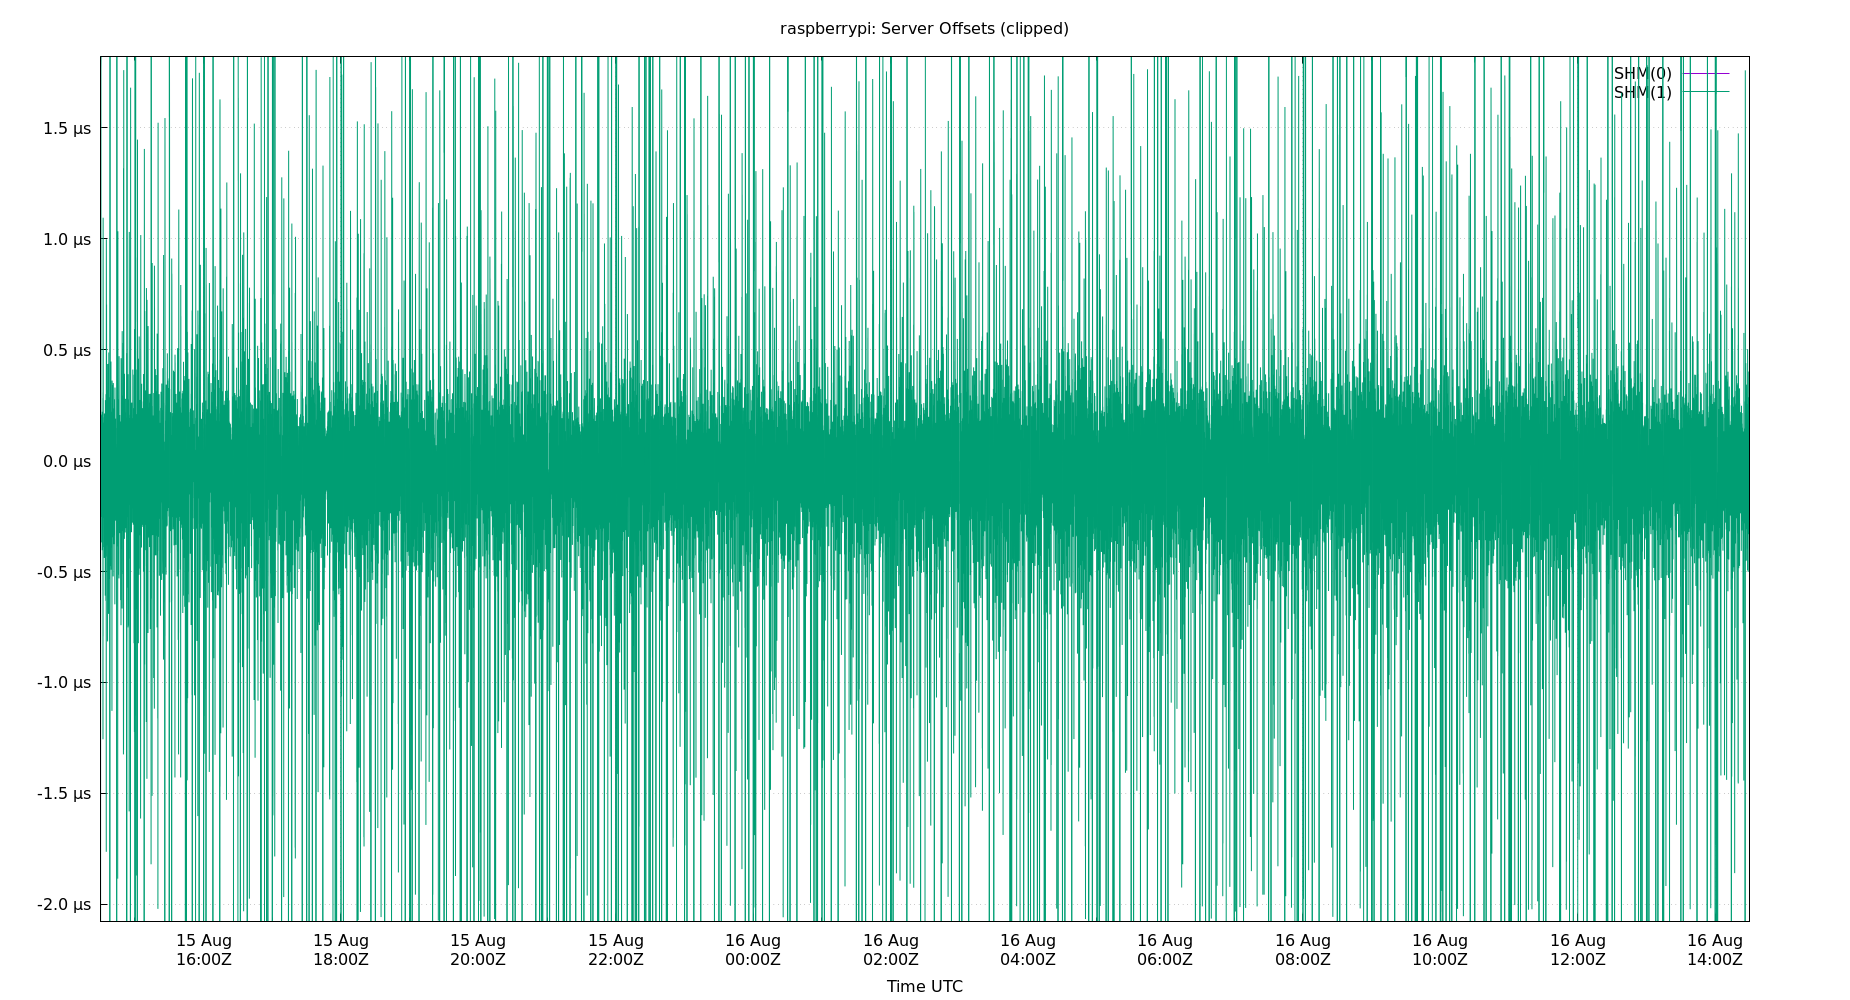 raspberrypi: Server Offsets (clipped)
SHM(0)
SHM(1)
1.5 µs
1.0 µs
0.5 µs
0.0 µs
-0.5 µs
-1.0 µs
-1.5 µs
-2.0 µs
15 Aug 15 Aug 15 Aug 15 Aug 16 Aug 16 Aug 16 Aug 16 Aug 16 Aug 16 Aug 16 Aug 16 Aug
16:00Z 18:00Z 20:00Z 22:00Z 00:00Z 02:00Z 04:00Z 06:00Z 08:00Z 10:00Z 12:00Z 14:00Z
Time UTC